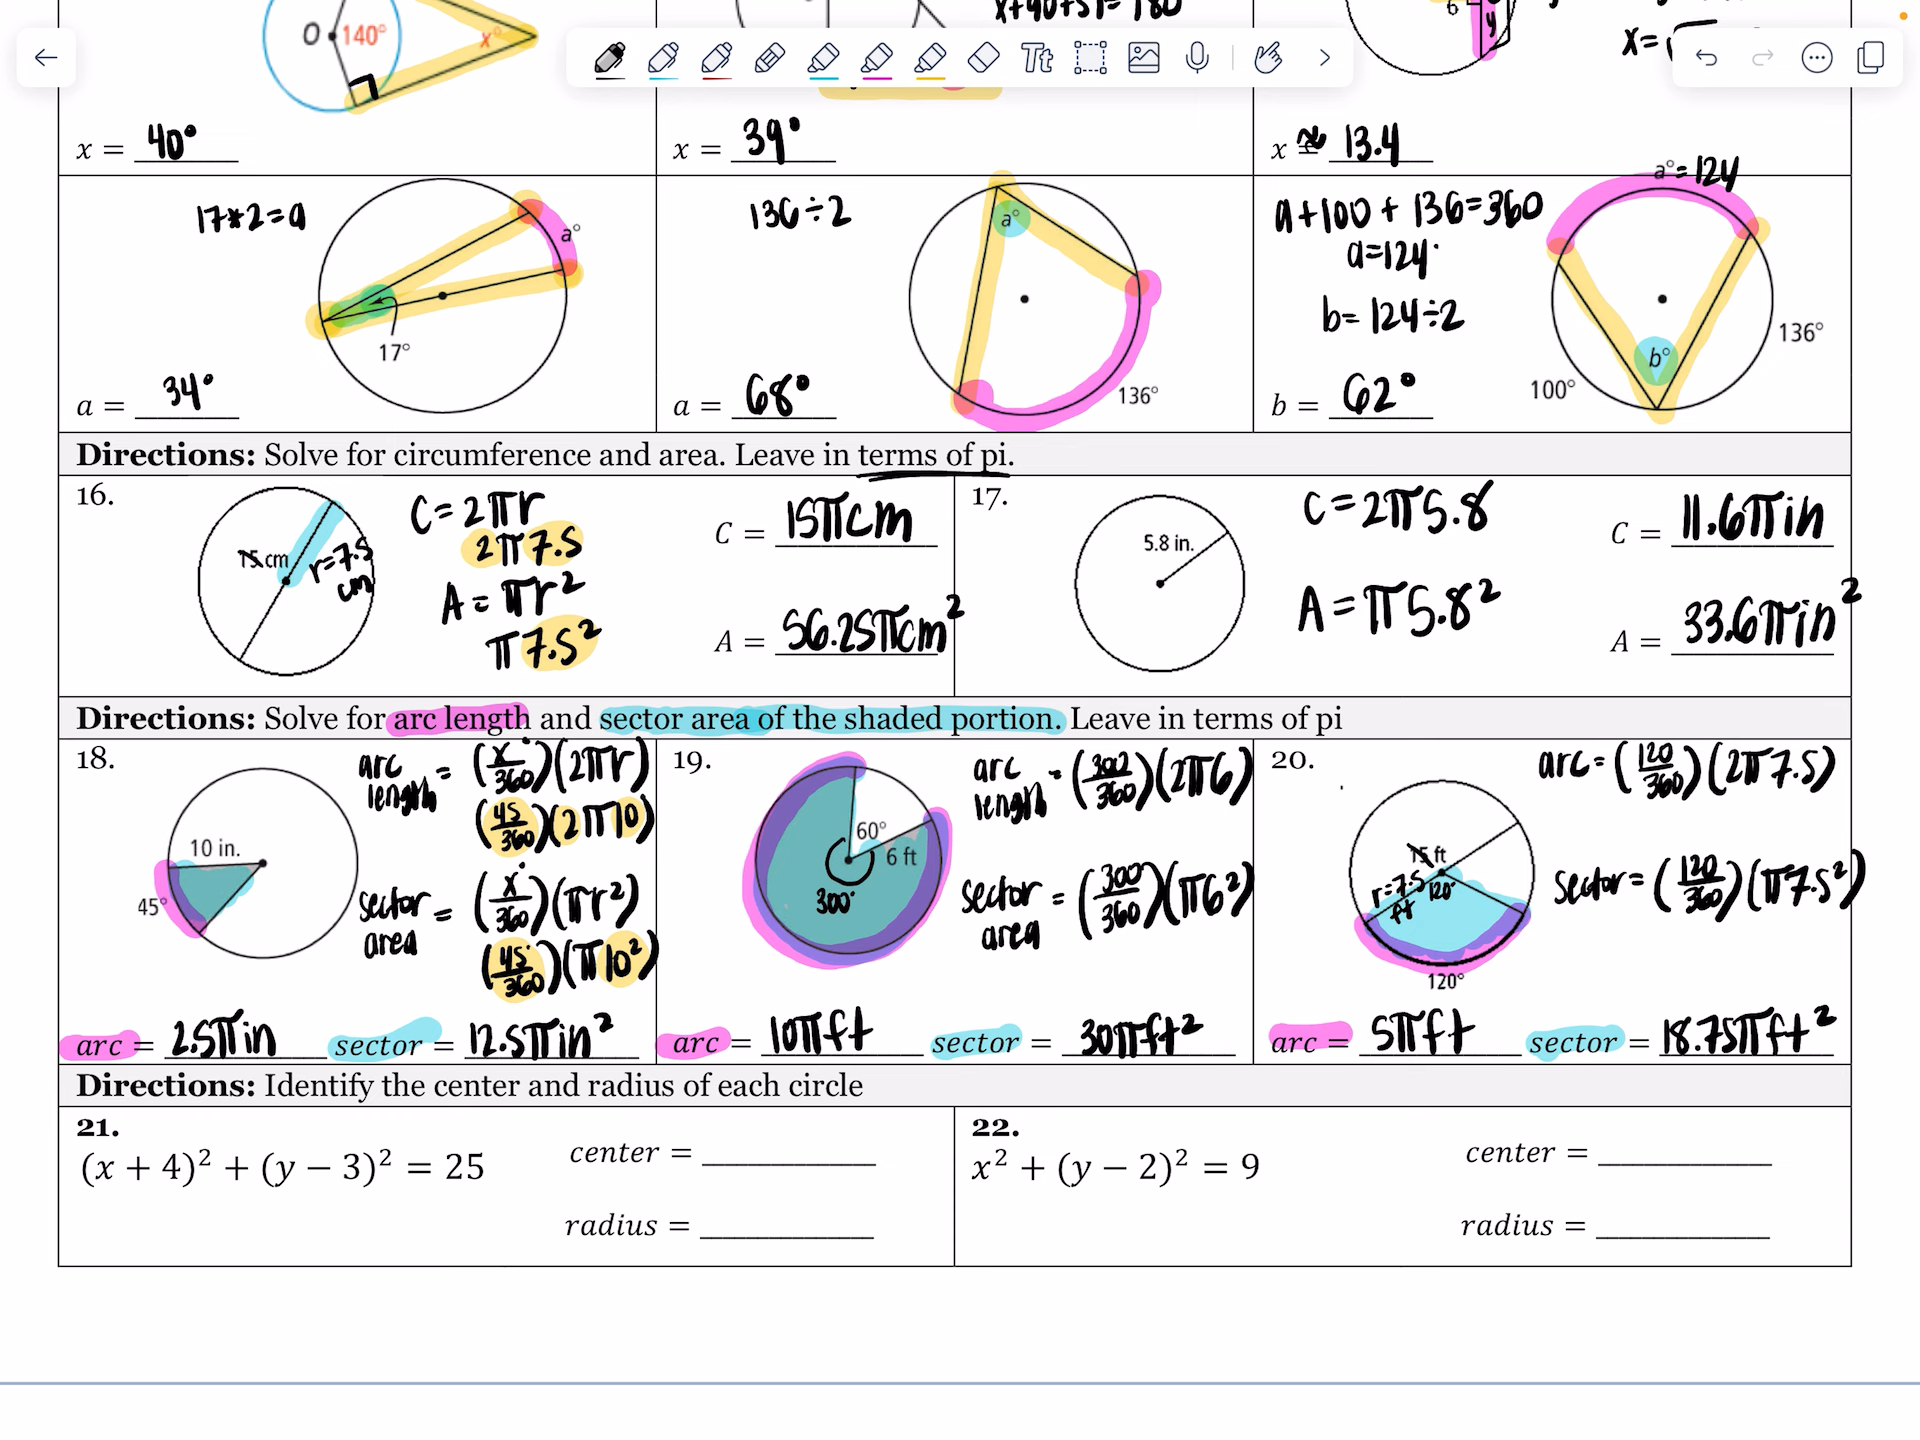 O 140° x°
x+90+51=180
6 y
x=√
x = 40°
x = 39°
x ≈ 13.4
17*2=a
a°
17°
a = 34°
136÷2
a°
136°
a = 68°
a°=124
a+100+136=360
a=124°
b=124÷2
b°
136°
100°
b = 62°
Directions: Solve for circumference and area. Leave in terms of pi.
16.
15 cm
r=7.5
cm
C=2πr
2π7.5
A=πr²
π7.5²
C = 15πcm
A = 56.25πcm²
17.
5.8 in.
C=2π5.8
A=π5.8²
C = 11.6πin
A = 33.6πin²
Directions: Solve for arc length and sector area of the shaded portion. Leave in terms of pi
18.
10 in.
45°
arc length = (x°/360)(2πr)
(45/360)(2π10)
sector area = (x°/360)(πr²)
(45°/360)(π10²)
arc = 2.5πin sector = 12.5πin²
19.
60°
6 ft
300°
arc length = (300/360)(2π6)
sector area = (300/360)(π6²)
arc = 10πft sector = 30πft²
20.
15 ft
r=7.5
ft
120°
120°
arc=(120/360)(2π7.5)
sector=(120/360)(π7.5²)
arc = 5πft sector = 18.75πft²
Directions: Identify the center and radius of each circle
21.
(x + 4)² + (y − 3)² = 25
center =
radius =
22.
x² + (y − 2)² = 9
center =
radius =
Tt